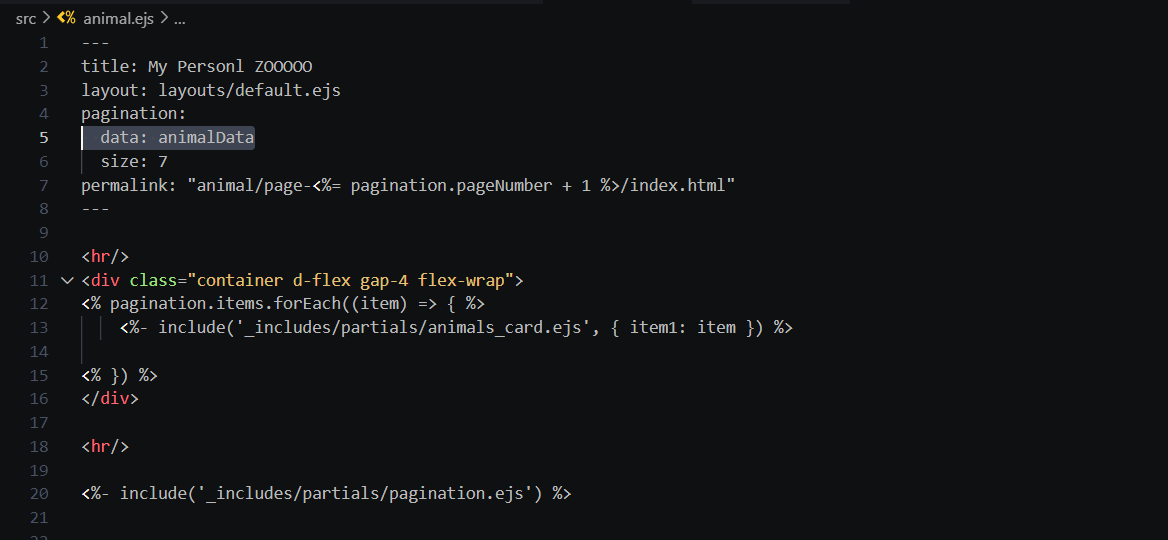 src > animal.ejs > ...
1 ---
2 title: My Personl ZOOOOO
3 layout: layouts/default.ejs
4 pagination:
5   data: animalData
6   size: 7
7 permalink: "animal/page-<%= pagination.pageNumber + 1 %>/index.html"
8 ---
9
10 <hr/>
11 <div class="container d-flex gap-4 flex-wrap">
12 <% pagination.items.forEach((item) => { %>
13     <%- include('_includes/partials/animals_card.ejs', { item1: item }) %>
14
15 <% }) %>
16 </div>
17
18 <hr/>
19
20 <%- include('_includes/partials/pagination.ejs') %>
21